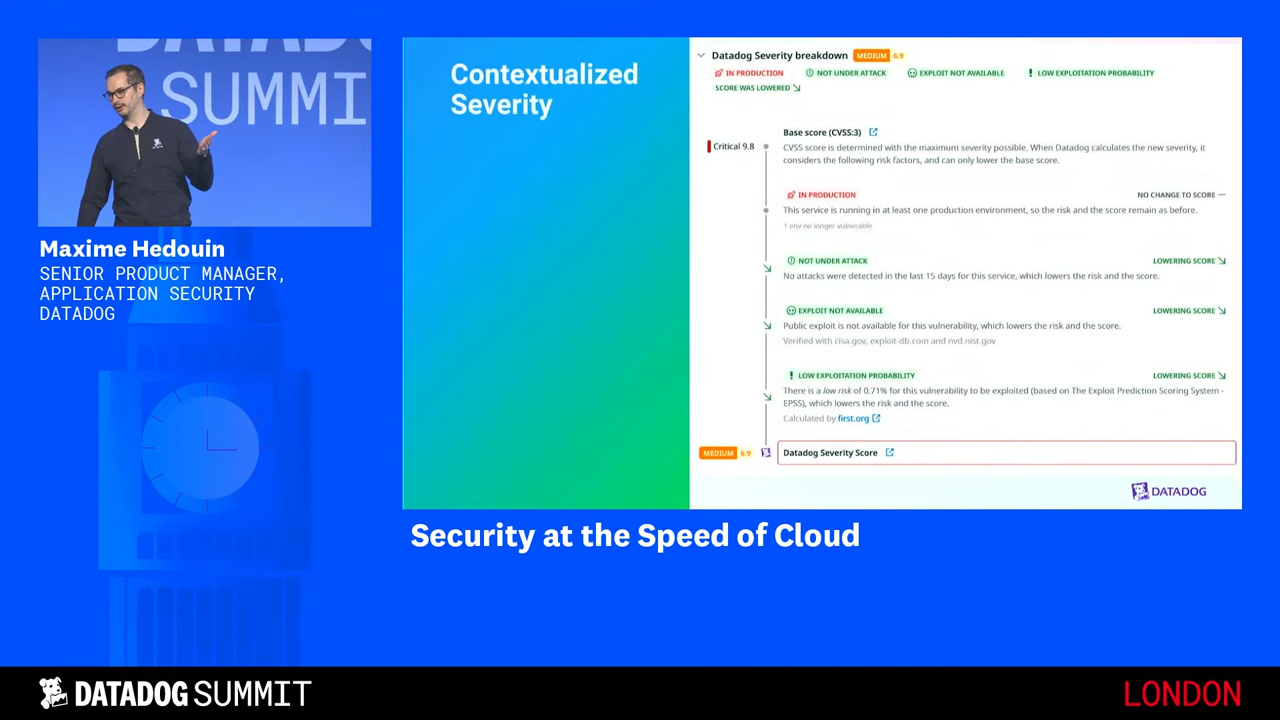 DATADOG
SUMMI
Maxime Hedouin
SENIOR PRODUCT MANAGER,
APPLICATION SECURITY
DATADOG
Contextualized
Severity
Datadog Severity breakdown MEDIUM 6.9
IN PRODUCTION NOT UNDER ATTACK EXPLOIT NOT AVAILABLE LOW EXPLOITATION PROBABILITY
SCORE WAS LOWERED
Base score (CVSS:3)
Critical 9.8
CVSS score is determined with the maximum severity possible. When Datadog calculates the new severity, it
considers the following risk factors, and can only lower the base score.
IN PRODUCTION NO CHANGE TO SCORE —
This service is running in at least one production environment, so the risk and the score remain as before.
1 env no longer vulnerable
NOT UNDER ATTACK LOWERING SCORE
No attacks were detected in the last 15 days for this service, which lowers the risk and the score.
EXPLOIT NOT AVAILABLE LOWERING SCORE
Public exploit is not available for this vulnerability, which lowers the risk and the score.
Verified with cisa.gov, exploit-db.com and nvd.nist.gov
LOW EXPLOITATION PROBABILITY LOWERING SCORE
There is a low risk of 0.71% for this vulnerability to be exploited (based on The Exploit Prediction Scoring System -
EPSS), which lowers the risk and the score.
Calculated by first.org
MEDIUM 6.9 Datadog Severity Score
DATADOG
Security at the Speed of Cloud
DATADOG SUMMIT
LONDON